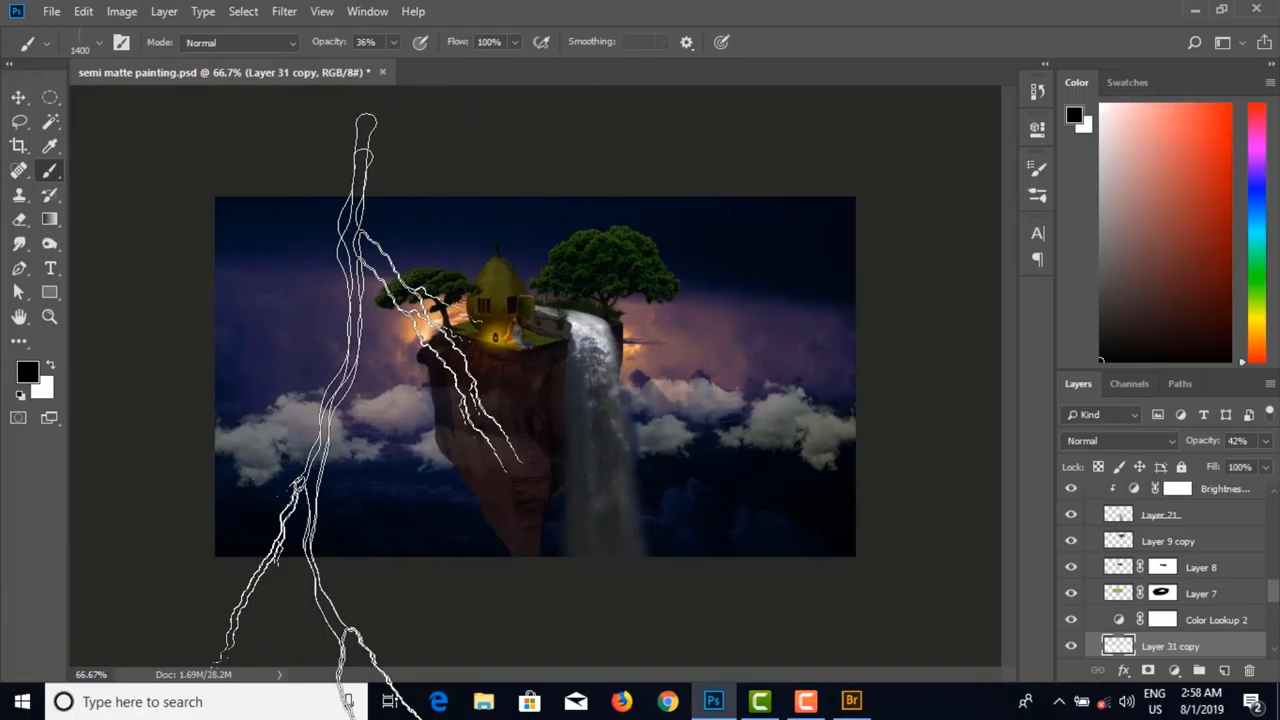 Ps File Edit Image Layer Type Select Filter View Window Help
1400 Mode: Normal Opacity: 36% Flow: 100% Smoothing:
semi matte painting.psd @ 66.7% (Layer 31 copy, RGB/8#) * ×
Color Swatches
Layers Channels Paths
Kind
Normal Opacity: 42%
Lock: Fill: 100%
Brightnes...
Layer 21
Layer 9 copy
Layer 8
Layer 7
Color Lookup 2
Layer 31 copy
66.67% Doc: 1.69M/28.2M
Type here to search
Ps Br
ENG
US
2:58 AM
8/1/2019
2